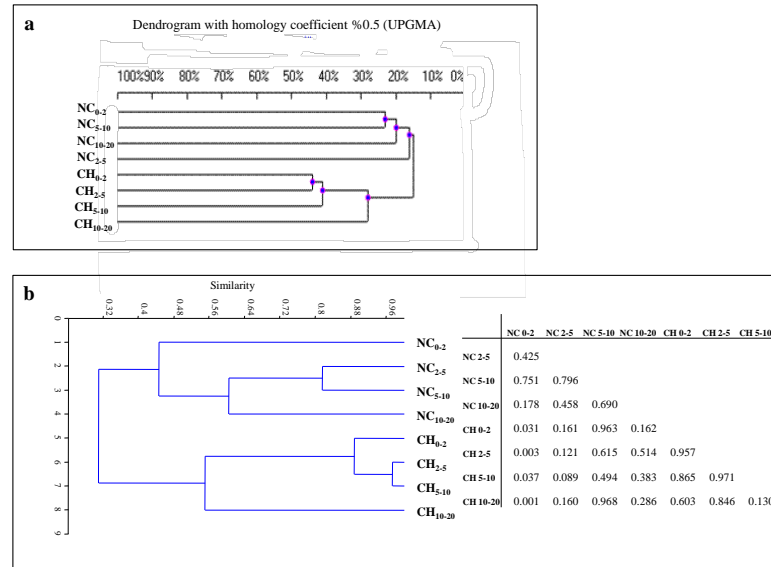 a
Dendrogram with homology coefficient %0.5 (UPGMA)
100%90% 80% 70% 60% 50% 40% 30% 20% 10% 0%
NC0-2
NC5-10
NC10-20
NC2-5
CH0-2
CH2-5
CH5-10
CH10-20
b
Similarity
0.32 0.4 0.48 0.56 0.64 0.72 0.8 0.88 0.96
0
1
2
3
4
5
6
7
8
9
NC0-2
NC2-5
NC5-10
NC10-20
CH0-2
CH2-5
CH5-10
CH10-20
NC 0-2 NC 2-5 NC 5-10 NC 10-20 CH 0-2 CH 2-5 CH 5-10
NC 2-5 0.425
NC 5-10 0.751 0.796
NC 10-20 0.178 0.458 0.690
CH 0-2 0.031 0.161 0.963 0.162
CH 2-5 0.003 0.121 0.615 0.514 0.957
CH 5-10 0.037 0.089 0.494 0.383 0.865 0.971
CH 10-20 0.001 0.160 0.968 0.286 0.603 0.846 0.130